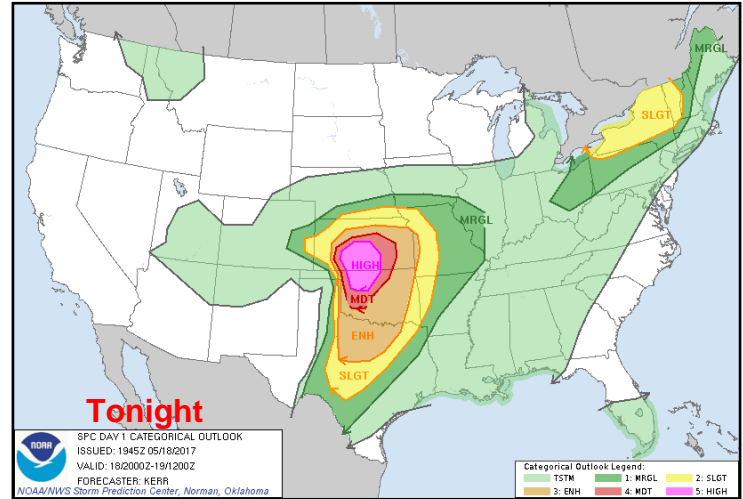 MRGL
SLGT
MRGL
HIGH
MDT
ENH
SLGT
Tonight
NOAA
SPC DAY 1 CATEGORICAL OUTLOOK
ISSUED: 1945Z 05/18/2017
VALID: 18/2000Z-19/1200Z
FORECASTER: KERR
NOAA/NWS Storm Prediction Center, Norman, Oklahoma
Categorical Outlook Legend:
TSTM 1: MRGL 2: SLGT
3: ENH 4: MDT 5: HIGH